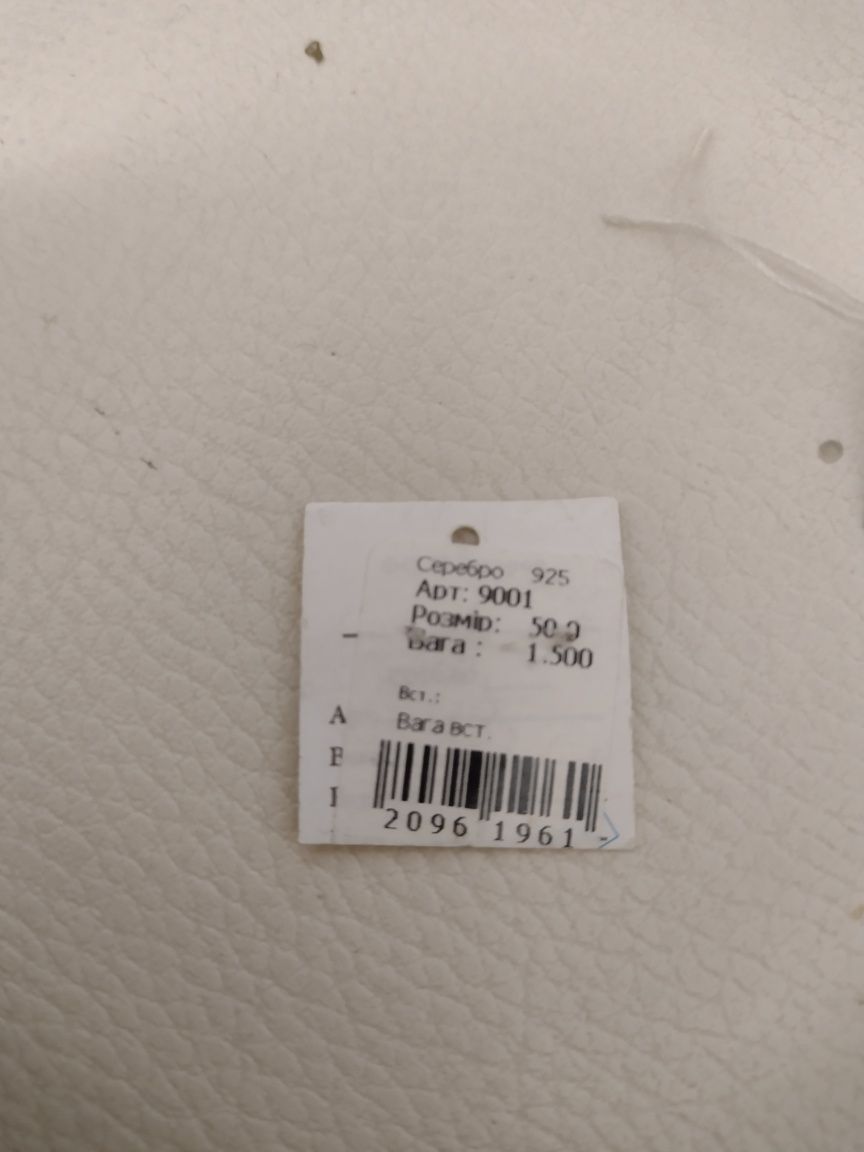 Серебро 925
Арт: 9001
Розмір: 50.0
Вага : 1.500
Вст.:
Вага вст.
А
В
2096 1961